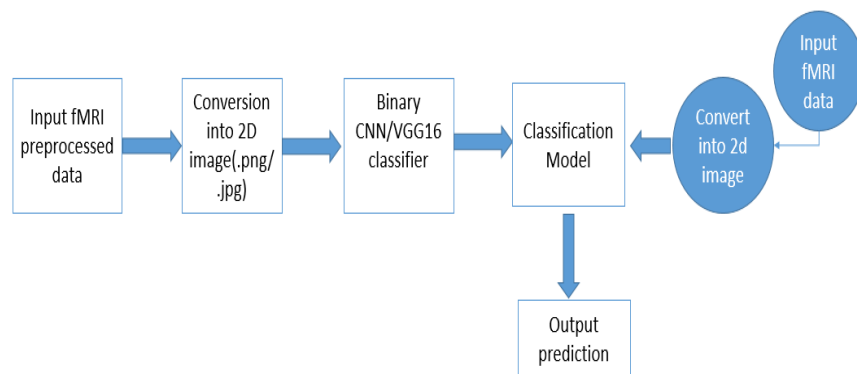 Input fMRI
preprocessed
data
Conversion
into 2D
image(.png/
.jpg)
Binary
CNN/VGG16
classifier
Classification
Model
Convert
into 2d
image
Input
fMRI
data
Output
prediction